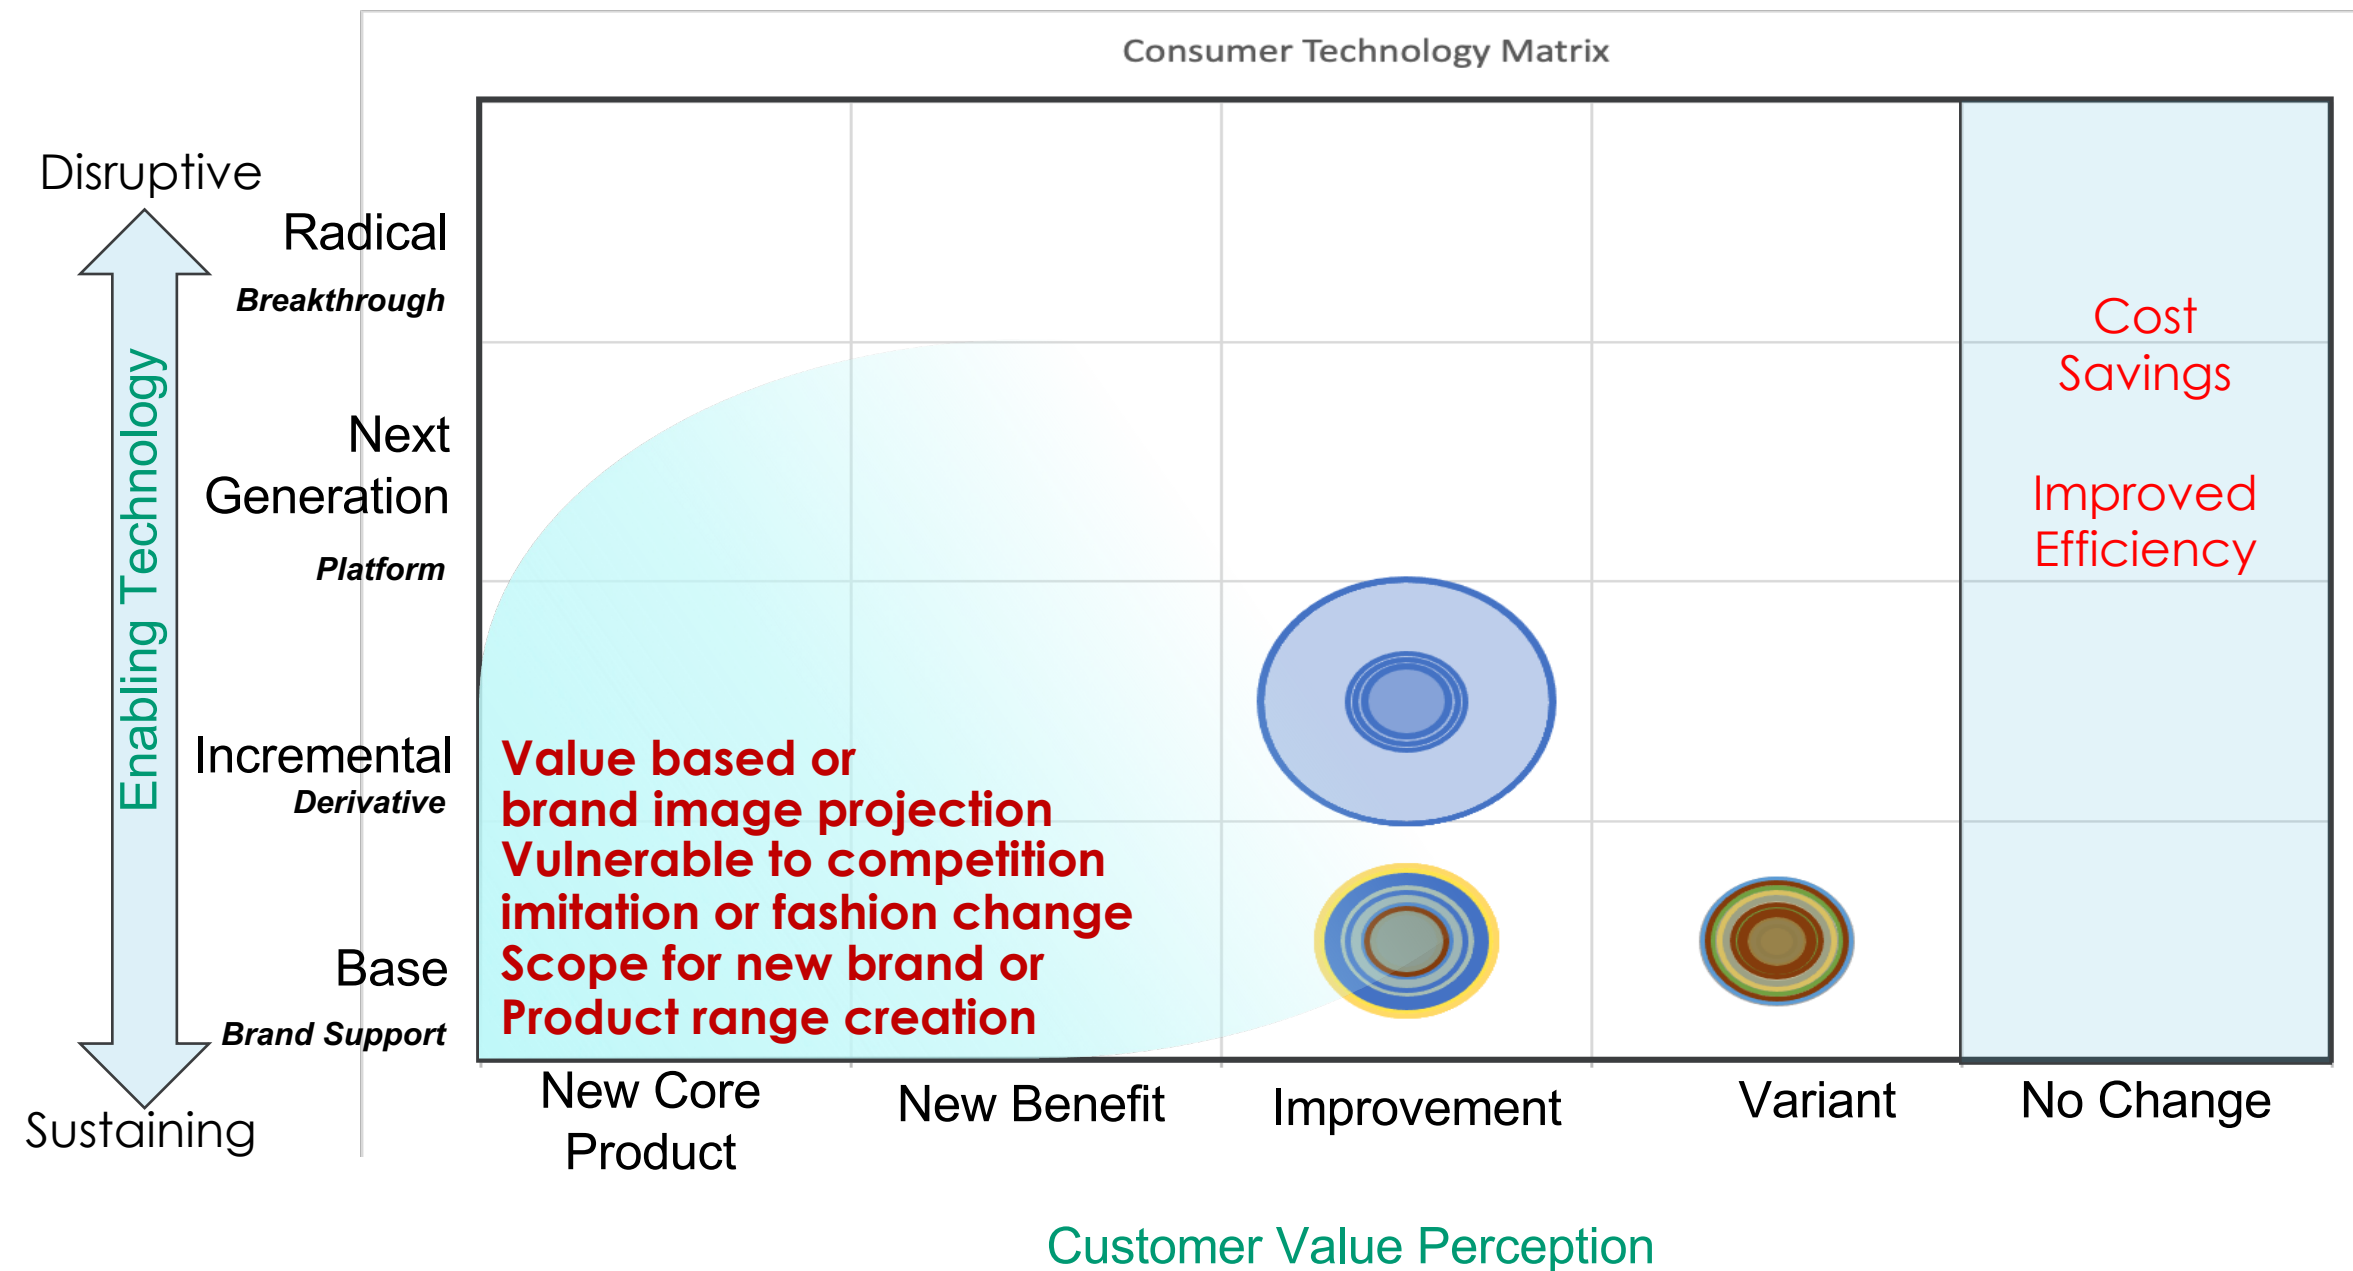 Consumer Technology Matrix
Disruptive
Radical
Breakthrough
Cost
Savings
Enabling Technology
Next
Generation
Improved
Efficiency
Platform
Incremental
Derivative
Value based or
brand image projection
Vulnerable to competition
imitation or fashion change
Scope for new brand or
Product range creation
Base
Brand Support
Sustaining
New Core
Product
New Benefit
Improvement
Variant
No Change
Customer Value Perception